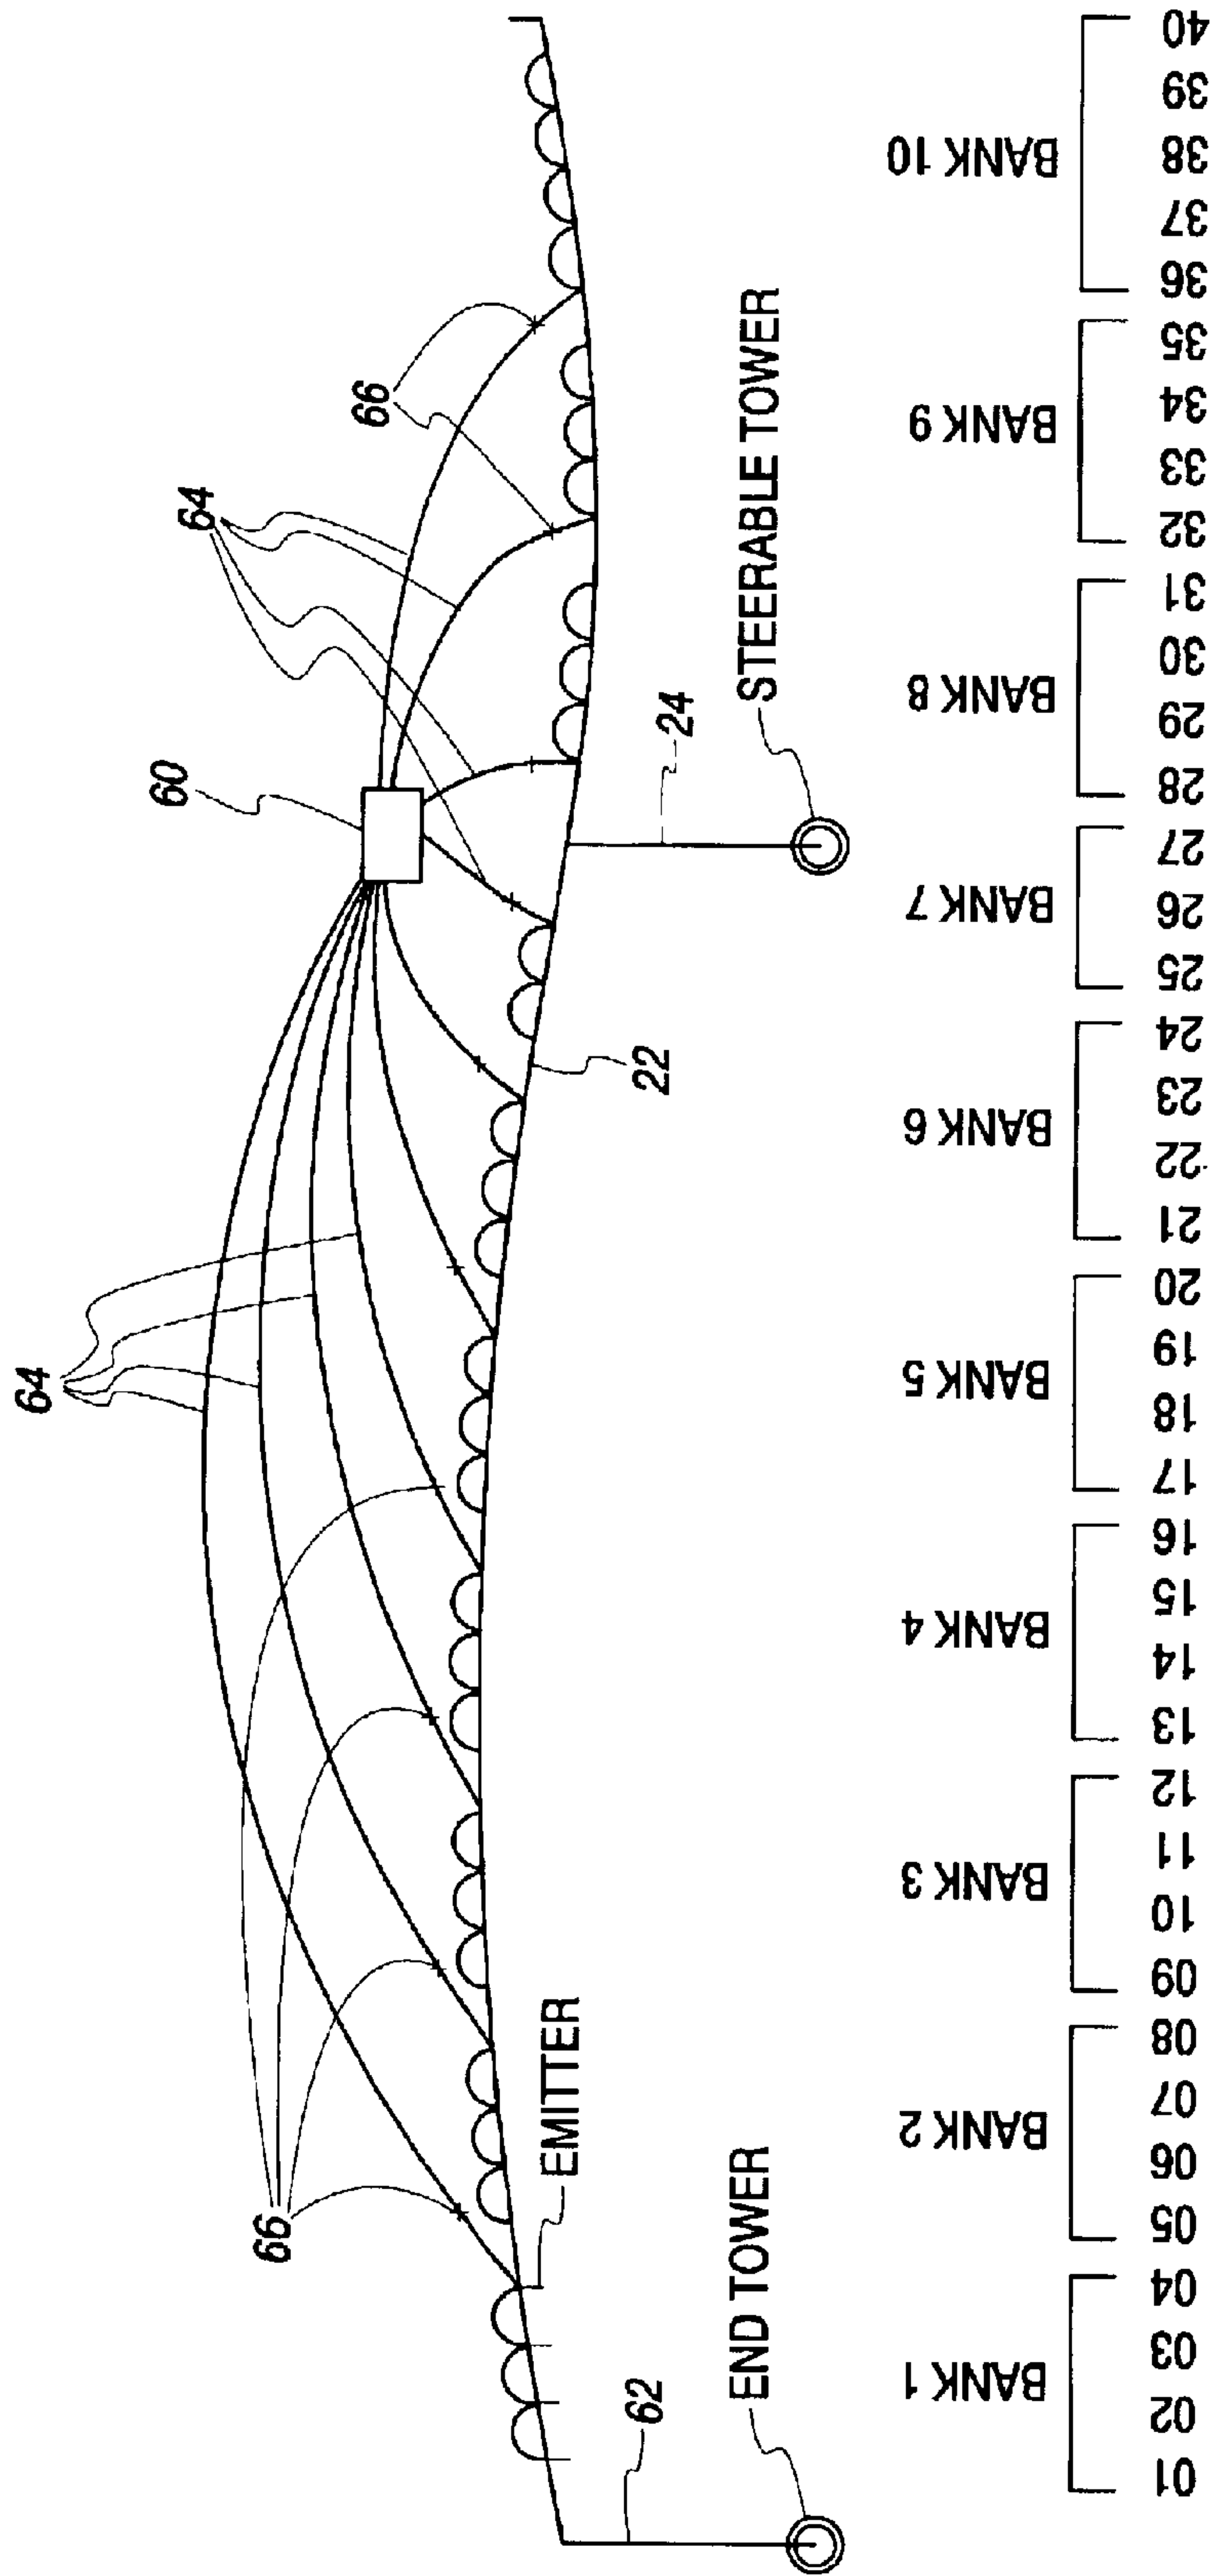 64
60
64
66
66
22
24
62
EMITTER
END TOWER
STEERABLE TOWER
BANK 1
BANK 2
BANK 3
BANK 4
BANK 5
BANK 6
BANK 7
BANK 8
BANK 9
BANK 10
01 02 03 04 05 06 07 08 09 10 11 12 13 14 15 16 17 18 19 20 21 22 23 24 25 26 27 28 29 30 31 32 33 34 35 36 37 38 39 40